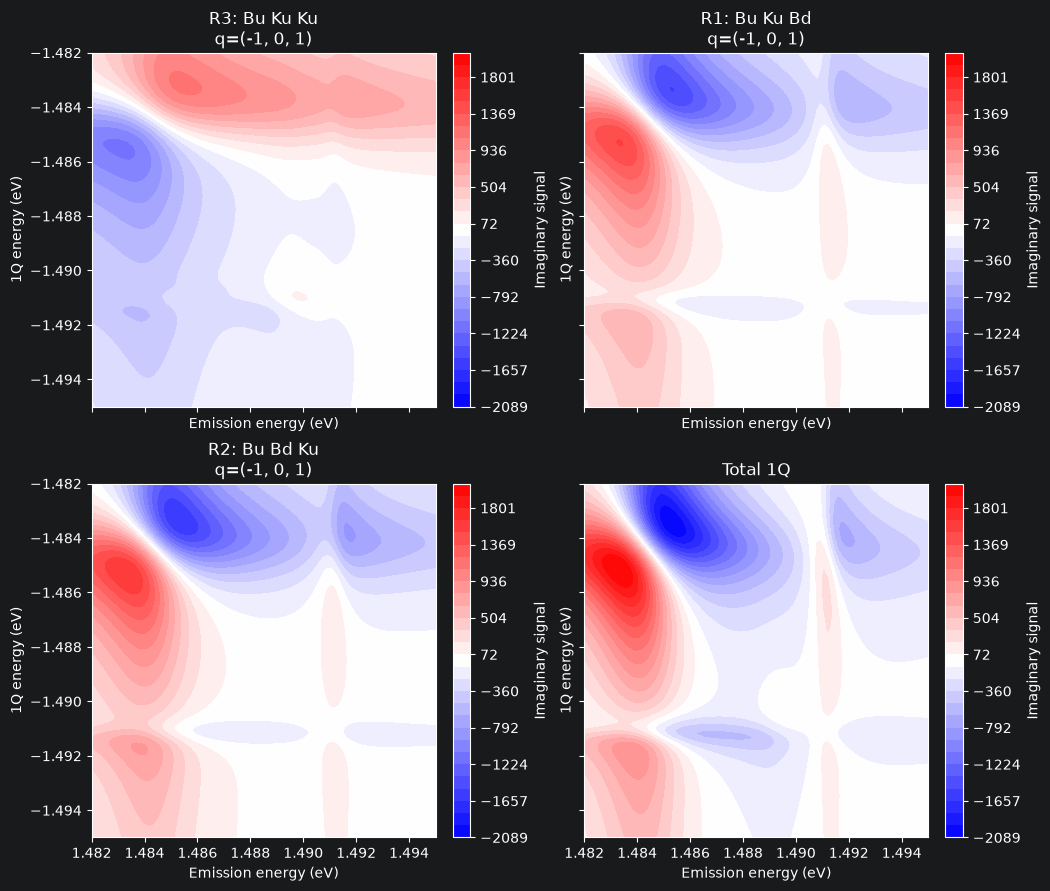 R3: Bu Ku Ku
q=(-1, 0, 1)
−1.482
−1.484
−1.486
−1.488
−1.490
−1.492
−1.494
1Q energy (eV)
Emission energy (eV)
1801
1369
936
504
72
−360
−792
−1224
−1657
−2089
Imaginary signal
R1: Bu Ku Bd
q=(-1, 0, 1)
1Q energy (eV)
Emission energy (eV)
1801
1369
936
504
72
−360
−792
−1224
−1657
−2089
Imaginary signal
R2: Bu Bd Ku
q=(-1, 0, 1)
−1.482
−1.484
−1.486
−1.488
−1.490
−1.492
−1.494
1Q energy (eV)
1.482 1.484 1.486 1.488 1.490 1.492 1.494
Emission energy (eV)
1801
1369
936
504
72
−360
−792
−1224
−1657
−2089
Imaginary signal
Total 1Q
1Q energy (eV)
1.482 1.484 1.486 1.488 1.490 1.492 1.494
Emission energy (eV)
1801
1369
936
504
72
−360
−792
−1224
−1657
−2089
Imaginary signal